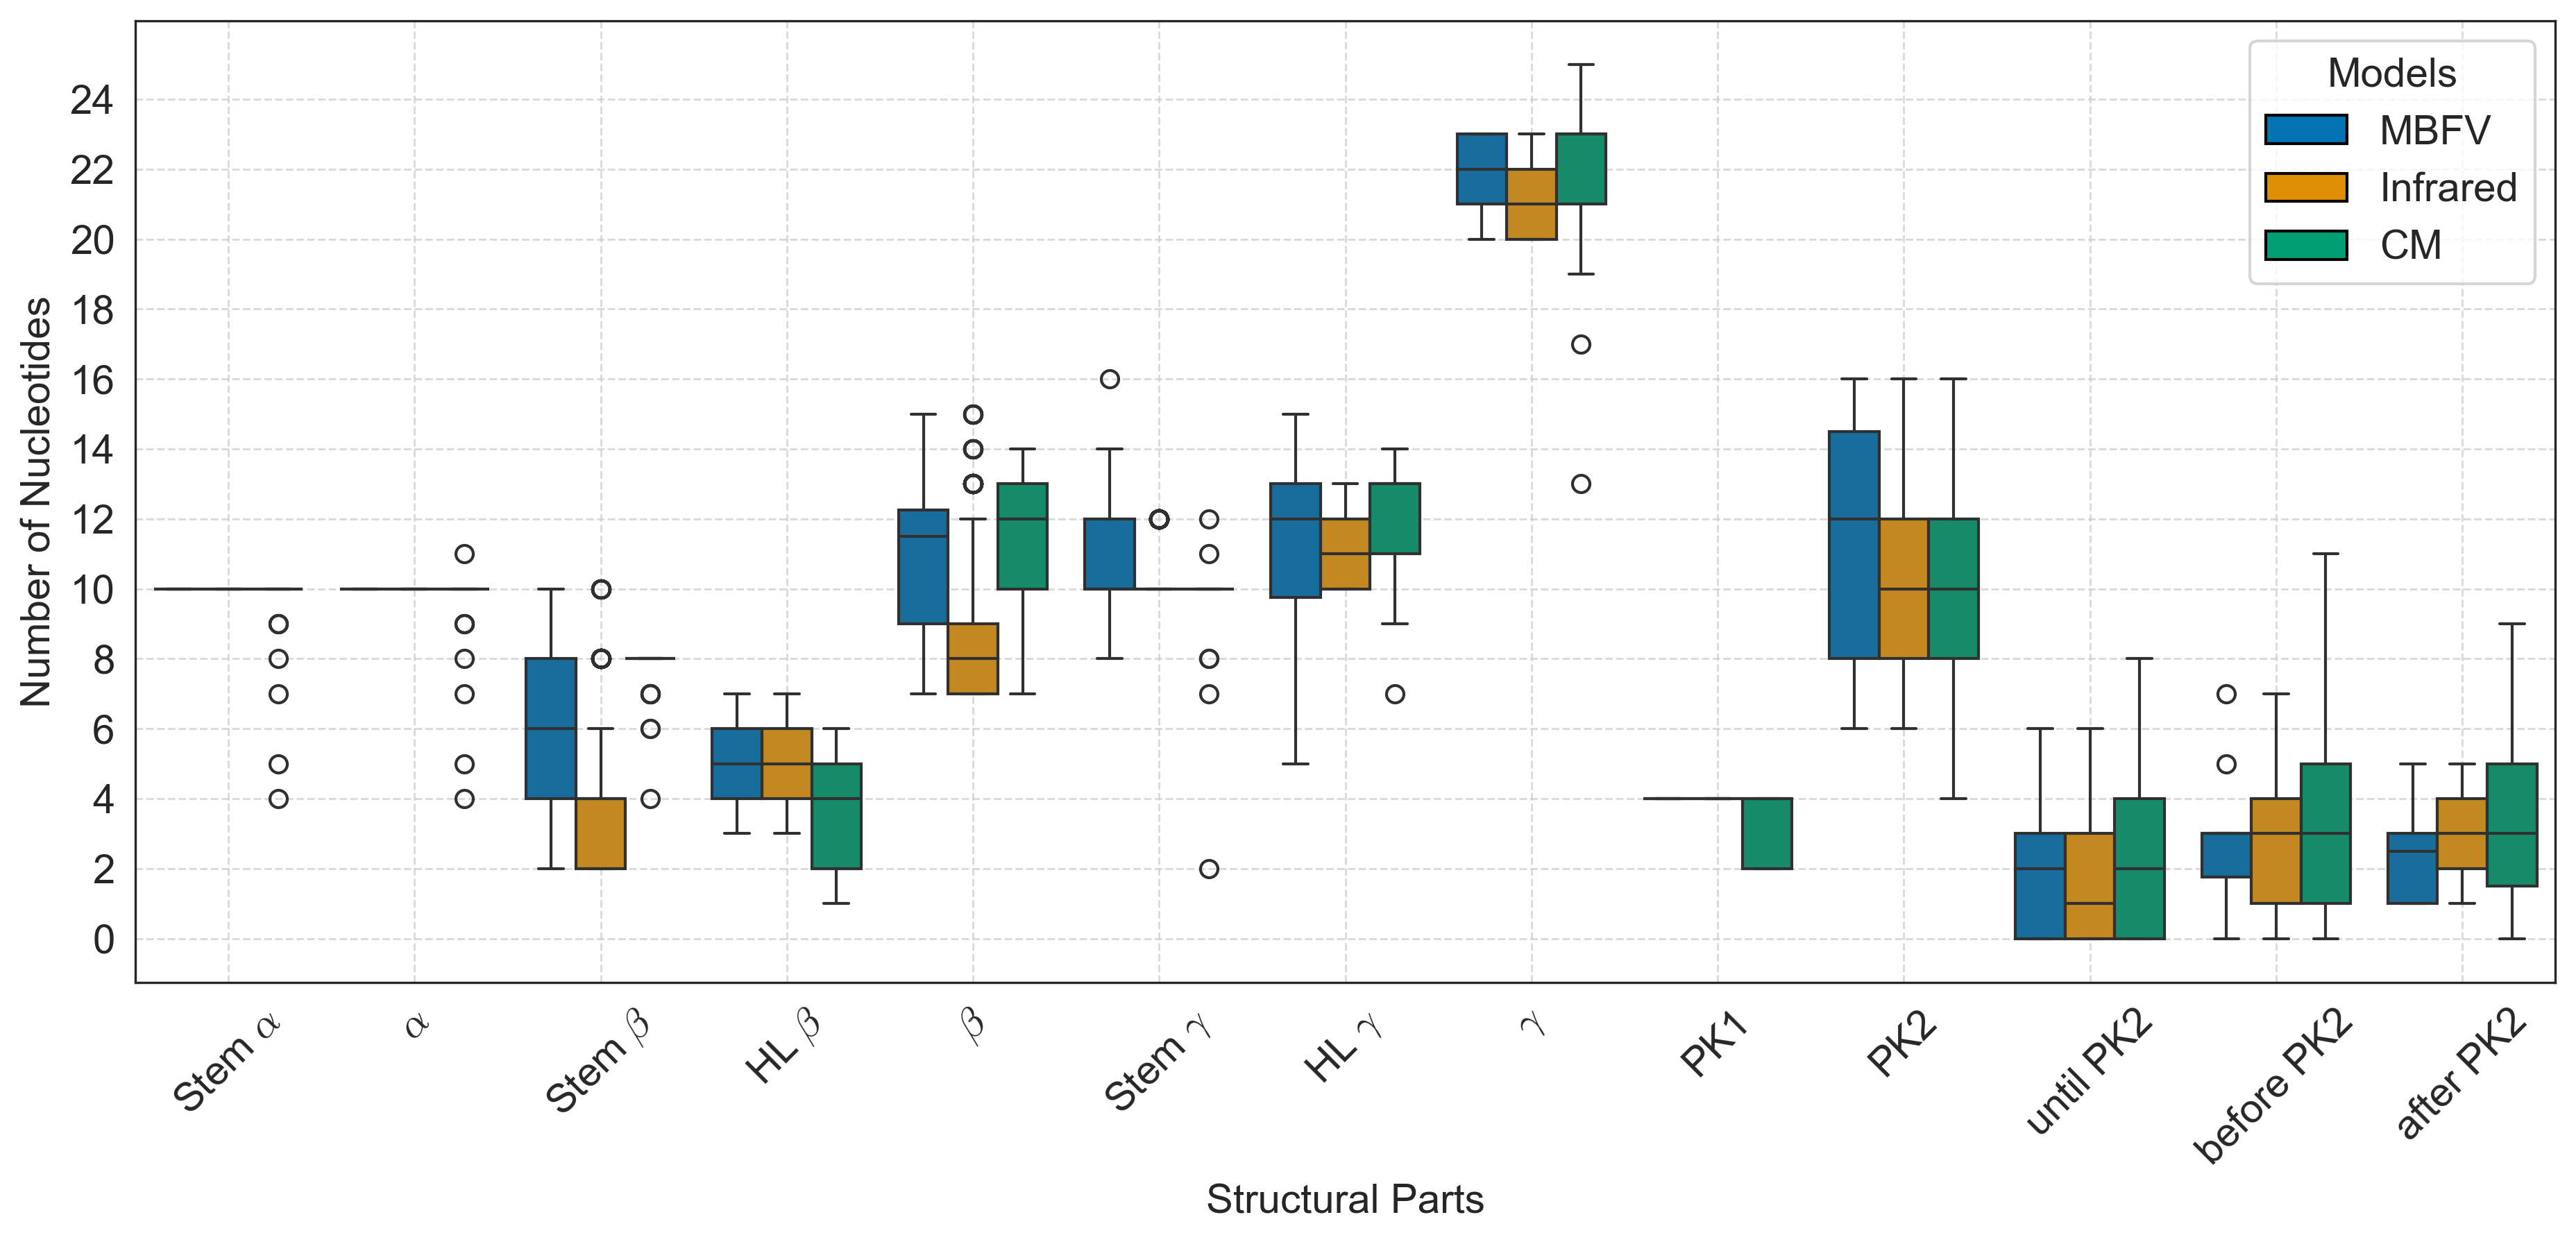 Models
MBFV
Infrared
CM
Number of Nucleotides
24
22
20
18
16
14
12
10
8
6
4
2
0
Stem α
α
Stem β
HL β
β
Stem γ
HL γ
γ
PK1
PK2
until PK2
before PK2
after PK2
Structural Parts